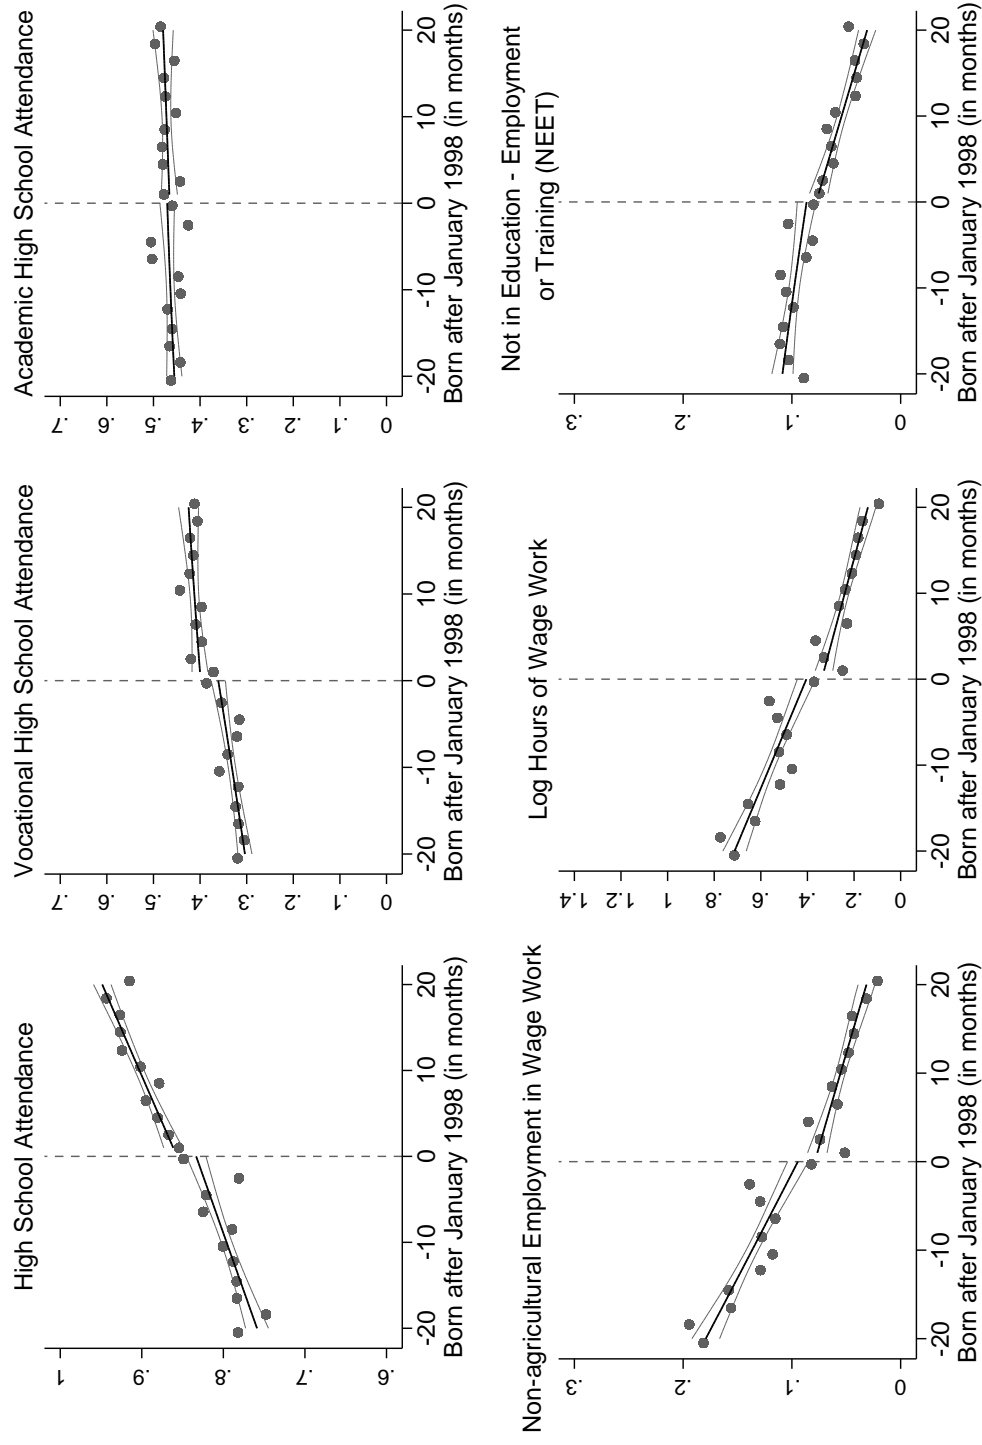 High School Attendance
1
.9
.8
.7
.6
-20 -10 0 10 20
Born after January 1998 (in months)
Vocational High School Attendance
.7
.6
.5
.4
.3
.2
.1
0
-20 -10 0 10 20
Born after January 1998 (in months)
Academic High School Attendance
.7
.6
.5
.4
.3
.2
.1
0
-20 -10 0 10 20
Born after January 1998 (in months)
Non-agricultural Employment in Wage Work
.3
.2
.1
0
-20 -10 0 10 20
Born after January 1998 (in months)
Log Hours of Wage Work
1.4
1.2
1
.8
.6
.4
.2
0
-20 -10 0 10 20
Born after January 1998 (in months)
Not in Education - Employment
or Training (NEET)
.3
.2
.1
0
-20 -10 0 10 20
Born after January 1998 (in months)